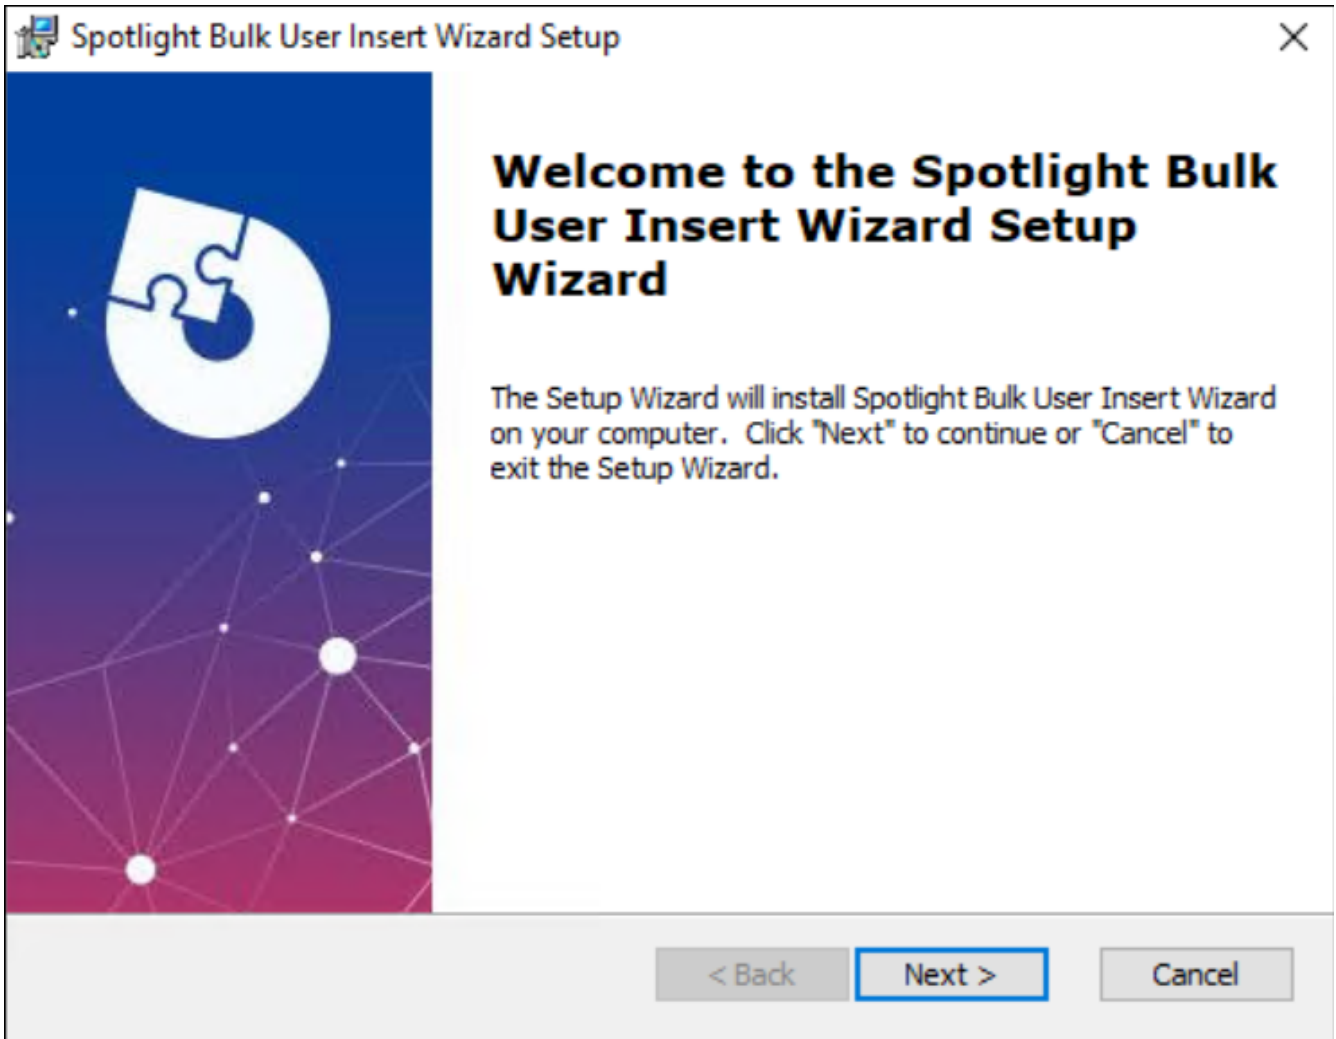 Spotlight Bulk User Insert Wizard Setup
Welcome to the Spotlight Bulk
User Insert Wizard Setup
Wizard
The Setup Wizard will install Spotlight Bulk User Insert Wizard
on your computer.  Click "Next" to continue or "Cancel" to
exit the Setup Wizard.
< Back
Next >
Cancel